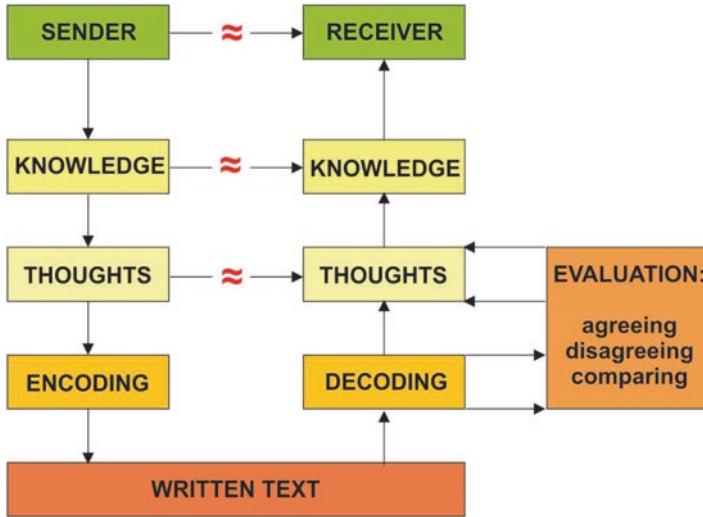 SENDER ≈ RECEIVER
KNOWLEDGE ≈ KNOWLEDGE
THOUGHTS ≈ THOUGHTS
EVALUATION:
agreeing
disagreeing
comparing
ENCODING
DECODING
WRITTEN TEXT